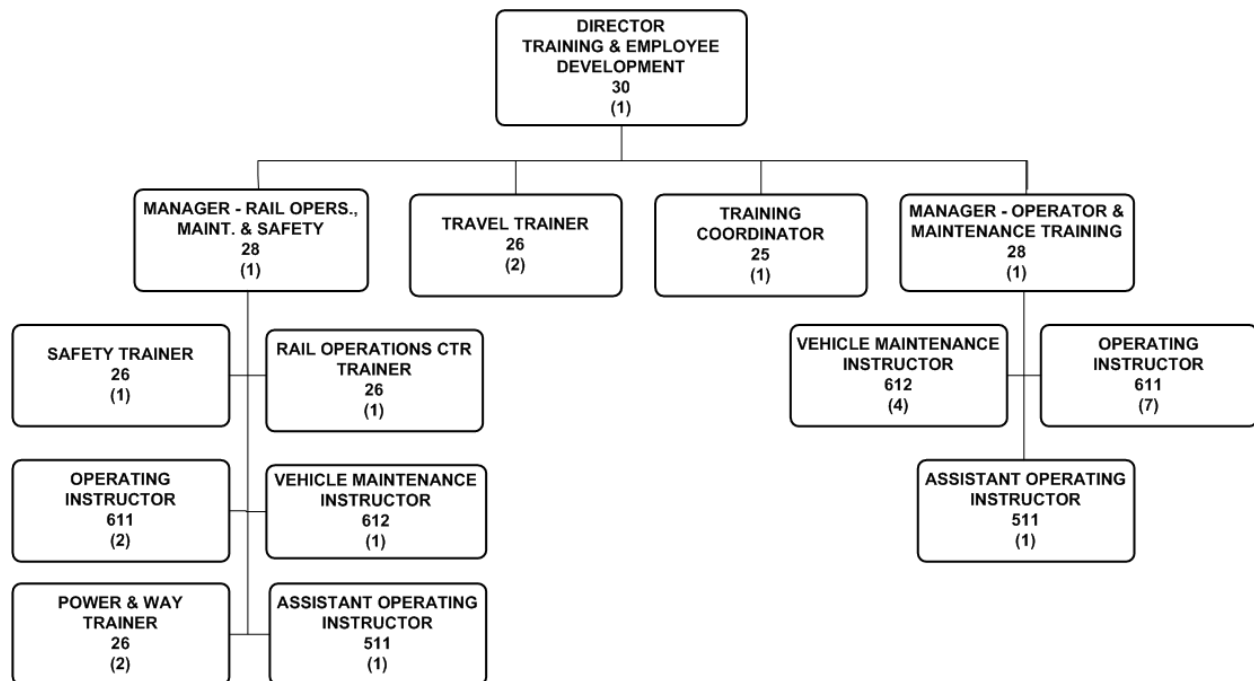 DIRECTOR
TRAINING & EMPLOYEE
DEVELOPMENT
30
(1)
MANAGER - RAIL OPERS.,
MAINT. & SAFETY
28
(1)
TRAVEL TRAINER
26
(2)
TRAINING
COORDINATOR
25
(1)
MANAGER - OPERATOR &
MAINTENANCE TRAINING
28
(1)
SAFETY TRAINER
26
(1)
RAIL OPERATIONS CTR
TRAINER
26
(1)
VEHICLE MAINTENANCE
INSTRUCTOR
612
(4)
OPERATING
INSTRUCTOR
611
(7)
OPERATING
INSTRUCTOR
611
(2)
VEHICLE MAINTENANCE
INSTRUCTOR
612
(1)
ASSISTANT OPERATING
INSTRUCTOR
511
(1)
POWER & WAY
TRAINER
26
(2)
ASSISTANT OPERATING
INSTRUCTOR
511
(1)